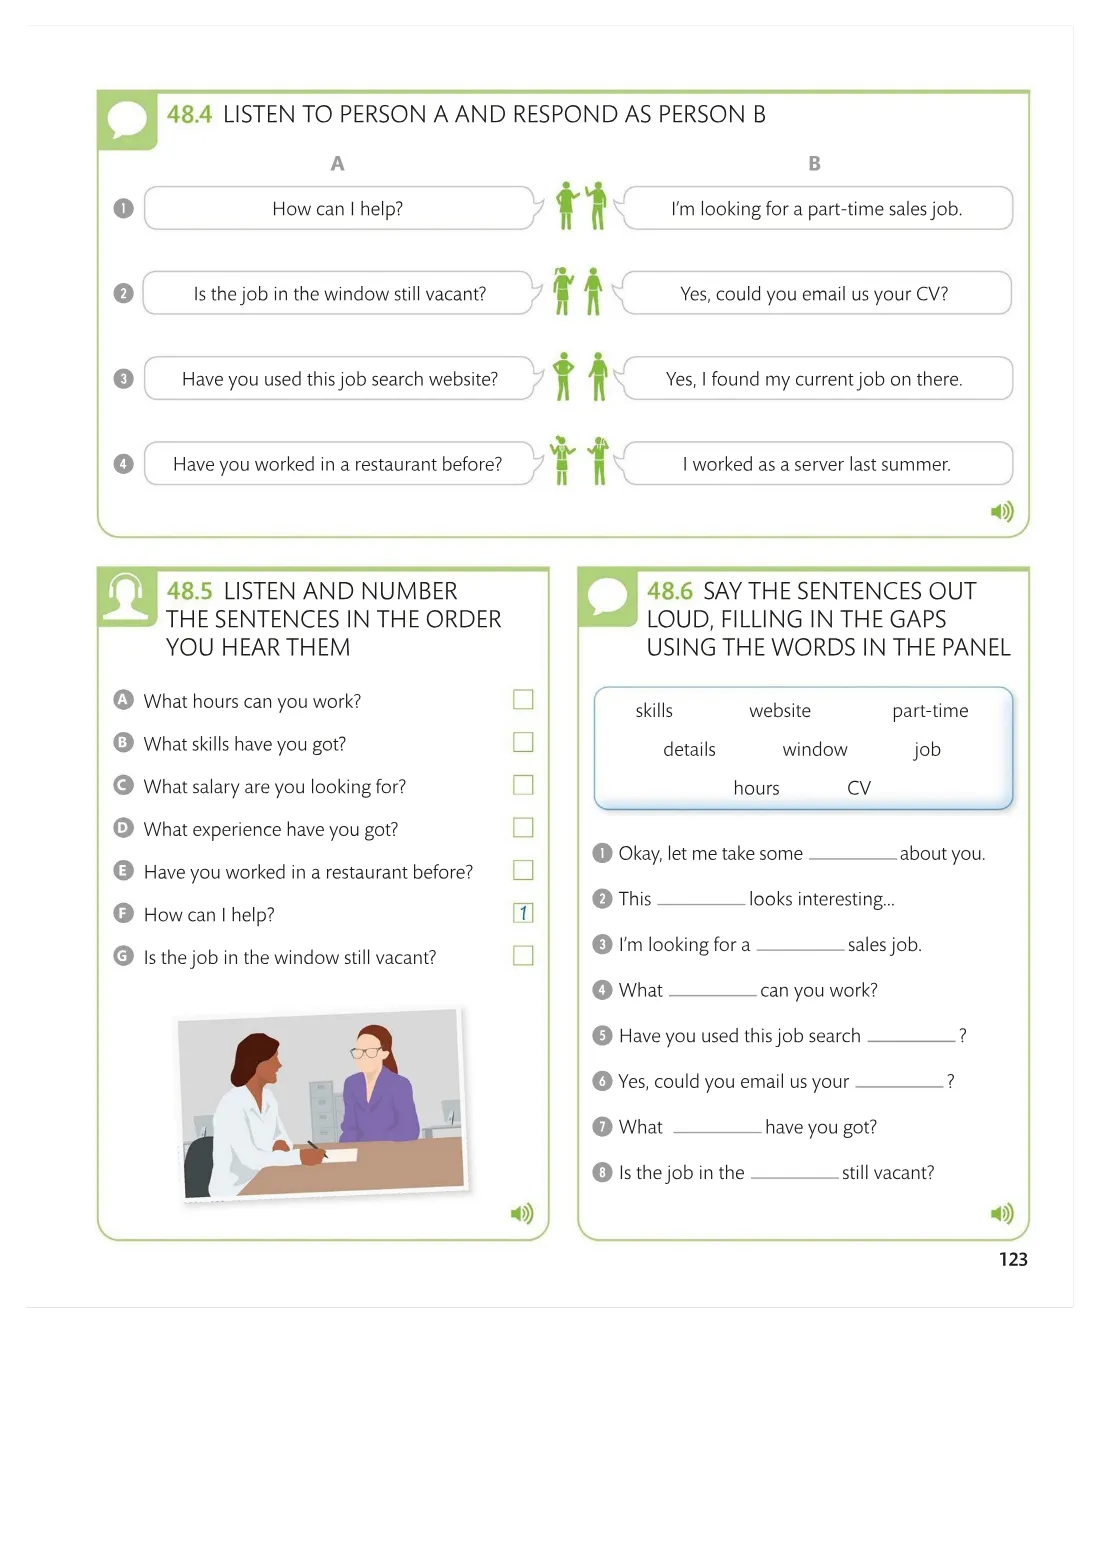 48.4 LISTEN TO PERSON A AND RESPOND AS PERSON B
A
B
1 How can I help?
I'm looking for a part-time sales job.
2 Is the job in the window still vacant?
Yes, could you email us your CV?
3 Have you used this job search website?
Yes, I found my current job on there.
4 Have you worked in a restaurant before?
I worked as a server last summer.
48.5 LISTEN AND NUMBER
THE SENTENCES IN THE ORDER
YOU HEAR THEM
A What hours can you work?
B What skills have you got?
C What salary are you looking for?
D What experience have you got?
E Have you worked in a restaurant before?
F How can I help? 1
G Is the job in the window still vacant?
48.6 SAY THE SENTENCES OUT
LOUD, FILLING IN THE GAPS
USING THE WORDS IN THE PANEL
skills website part-time
details window job
hours CV
1 Okay, let me take some ________ about you.
2 This ________ looks interesting...
3 I'm looking for a ________ sales job.
4 What ________ can you work?
5 Have you used this job search ________ ?
6 Yes, could you email us your ________ ?
7 What ________ have you got?
8 Is the job in the ________ still vacant?
123